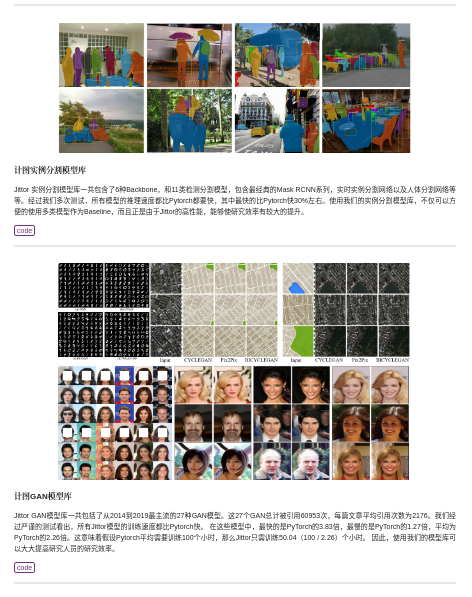 计图实例分割模型库
Jittor 实例分割模型库一共包含了6种Backbone，和11类检测分割模型，包含最经典的Mask RCNN系列，实时实例分割网络以及人体分割网络等
等。经过我们多次测试，所有模型的推理速度都比Pytorch都要快，其中最快的比Pytorch快30%左右。使用我们的实例分割模型库，不仅可以方
便的使用多类模型作为Baseline，而且正是由于Jittor的高性能，能够使研究效率有较大的提升。
code
Input CYCLEGAN Pix2Pix BICYCLEGAN Input CYCLEGAN Pix2Pix BICYCLEGAN
计图GAN模型库
Jittor GAN模型库一共包括了从2014到2019最主流的27种GAN模型。这27个GAN总计被引用60953次，每篇文章平均引用次数为2176。我们经
过严谨的测试看出，所有Jittor模型的训练速度都比Pytorch快。 在这些模型中，最快的是PyTorch的3.83倍，最慢的是PyTorch的1.27倍，平均为
PyTorch的2.26倍。这意味着假设Pytorch平均需要训练100个小时，那么Jittor只需训练50.04（100 / 2.26）个小时。 因此，使用我们的模型库可
以大大提高研究人员的研究效率。
code